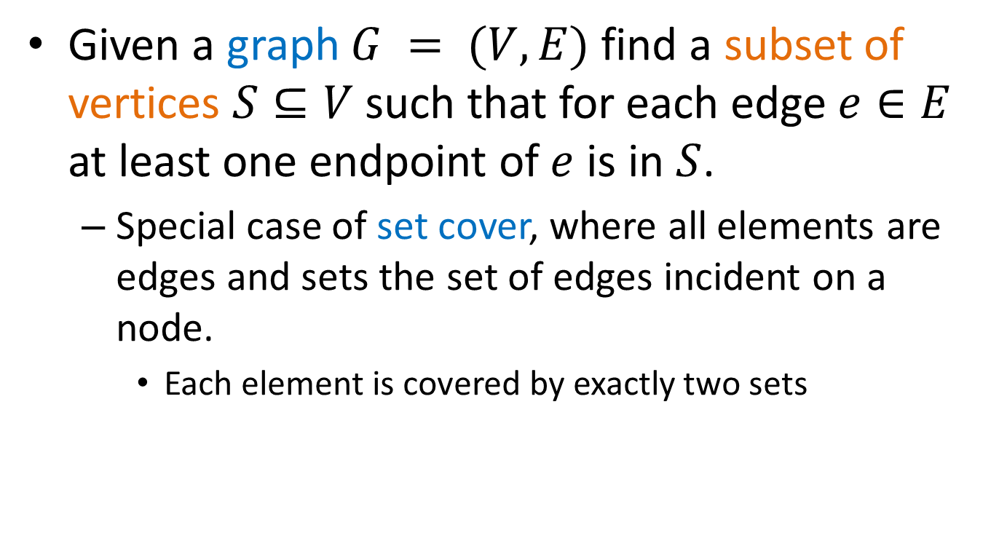 • Given a graph G = (V, E) find a subset of
vertices S ⊆ V such that for each edge e ∈ E
at least one endpoint of e is in S.
– Special case of set cover, where all elements are
edges and sets the set of edges incident on a
node.
• Each element is covered by exactly two sets